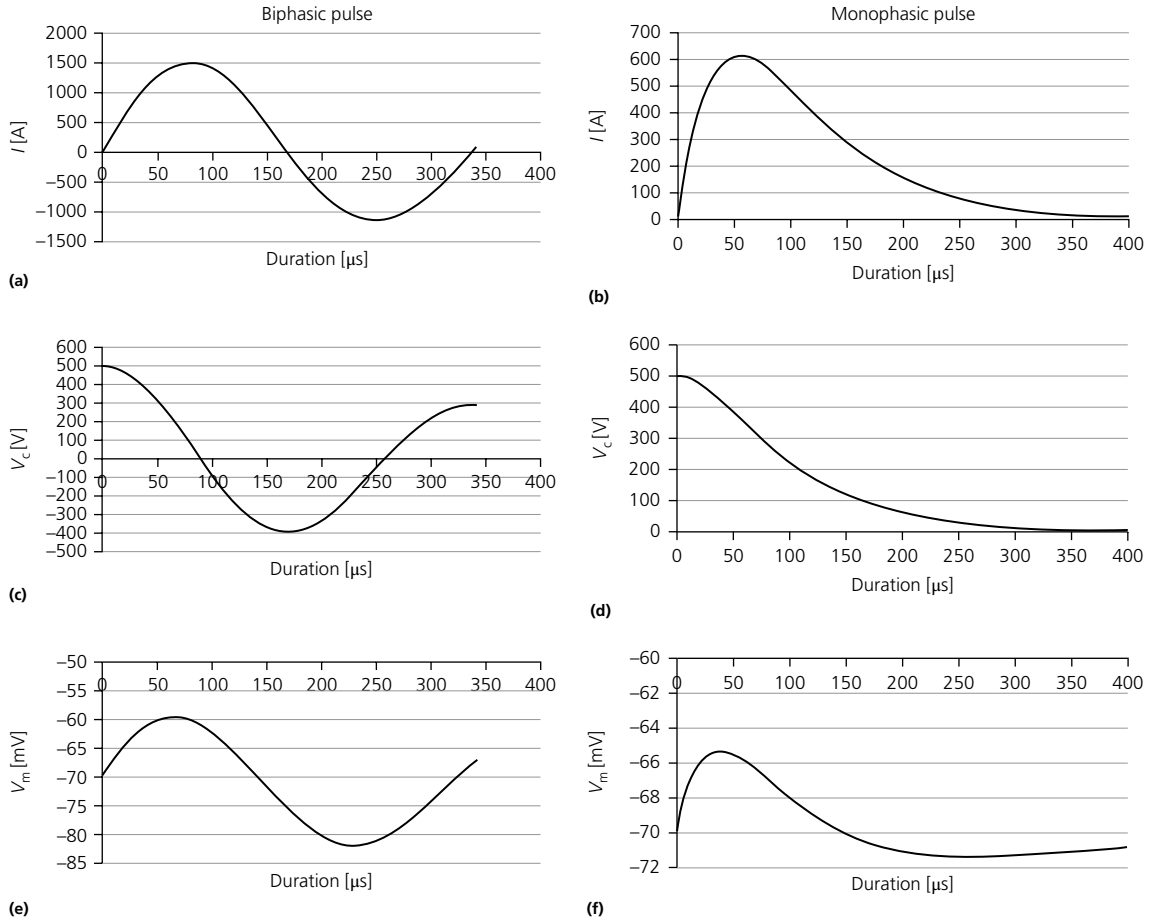 Biphasic pulse
2000
1500
1000
500
0
−500
−1000
−1500
I [A]
0 50 100 150 200 250 300 350 400
Duration [μs]
(a)
Monophasic pulse
700
600
500
400
300
200
100
0
I [A]
0 50 100 150 200 250 300 350 400
Duration [μs]
(b)
600
500
400
300
200
100
0
−100
−200
−300
−400
−500
Vc [V]
0 50 100 150 200 250 300 350 400
Duration [μs]
(c)
600
500
400
300
200
100
0
Vc [V]
0 50 100 150 200 250 300 350 400
Duration [μs]
(d)
−50
−55
−60
−65
−70
−75
−80
−85
Vm [mV]
0 50 100 150 200 250 300 350 400
Duration [μs]
(e)
−60
−62
−64
−66
−68
−70
−72
Vm [mV]
0 50 100 150 200 250 300 350 400
Duration [μs]
(f)